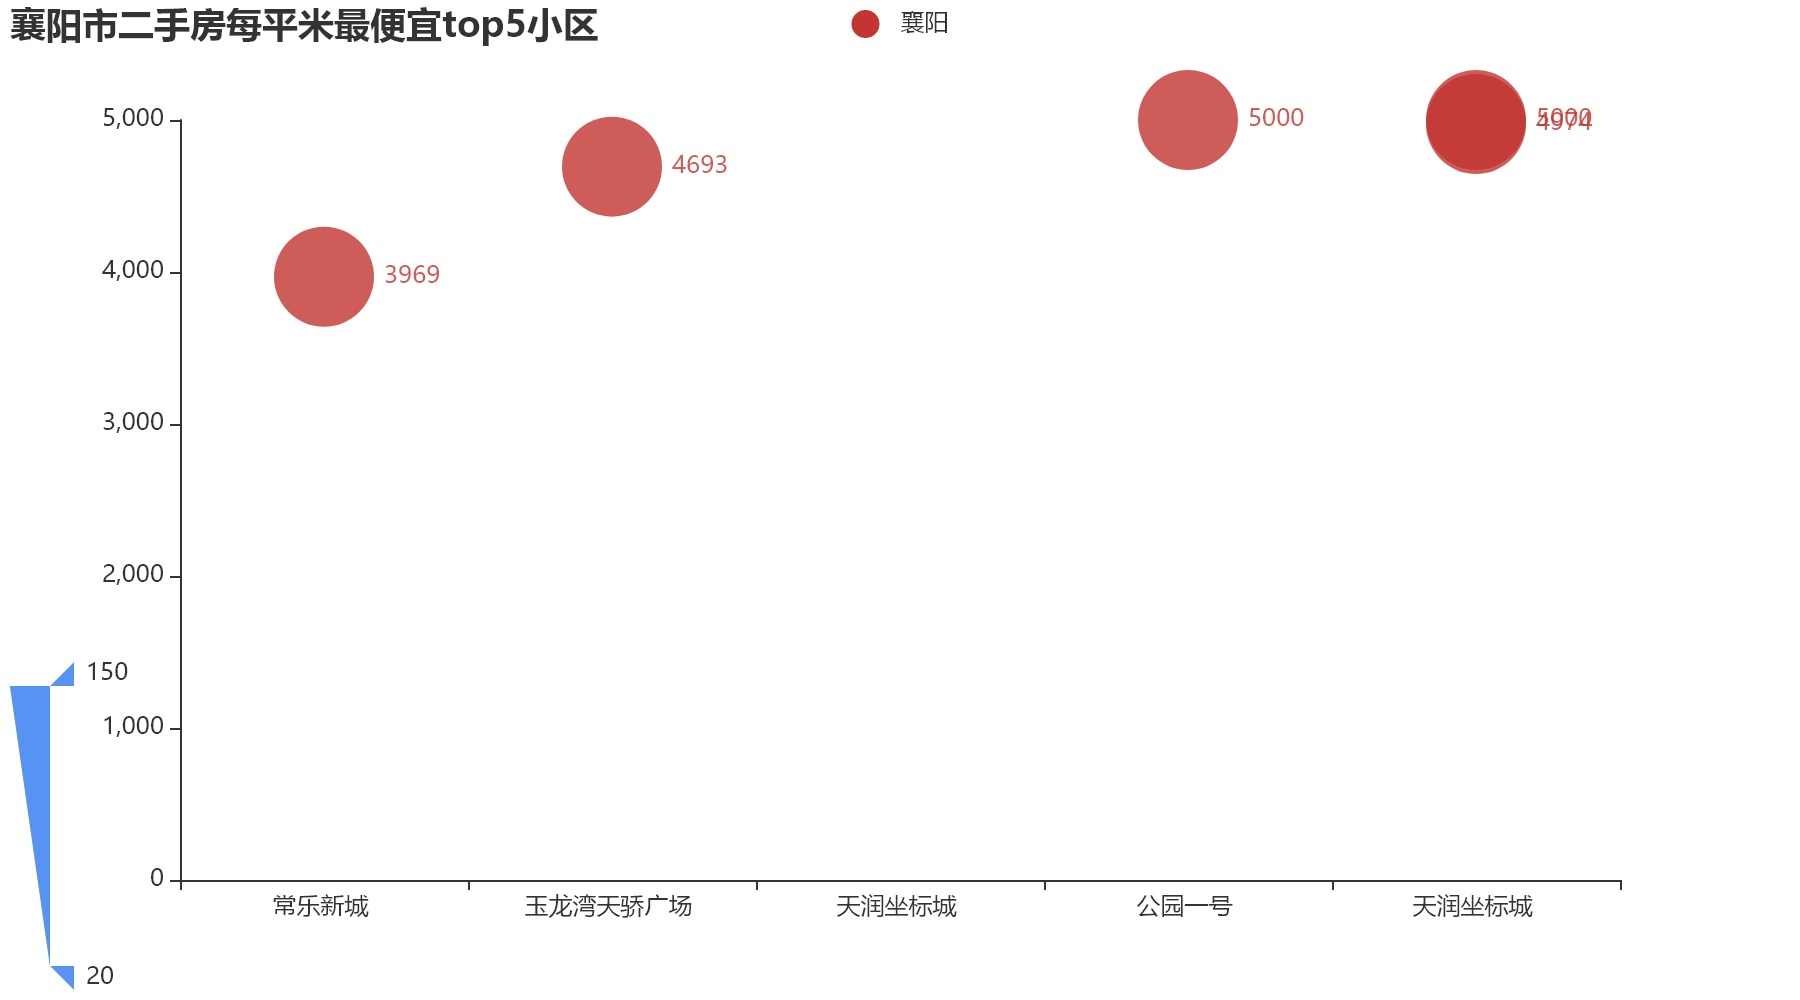 襄阳市二手房每平米最便宜top5小区
襄阳
5,000
4,000
3,000
2,000
1,000
0
3969
4693
5000
5000
4974
常乐新城
玉龙湾天骄广场
天润坐标城
公园一号
天润坐标城
150
20